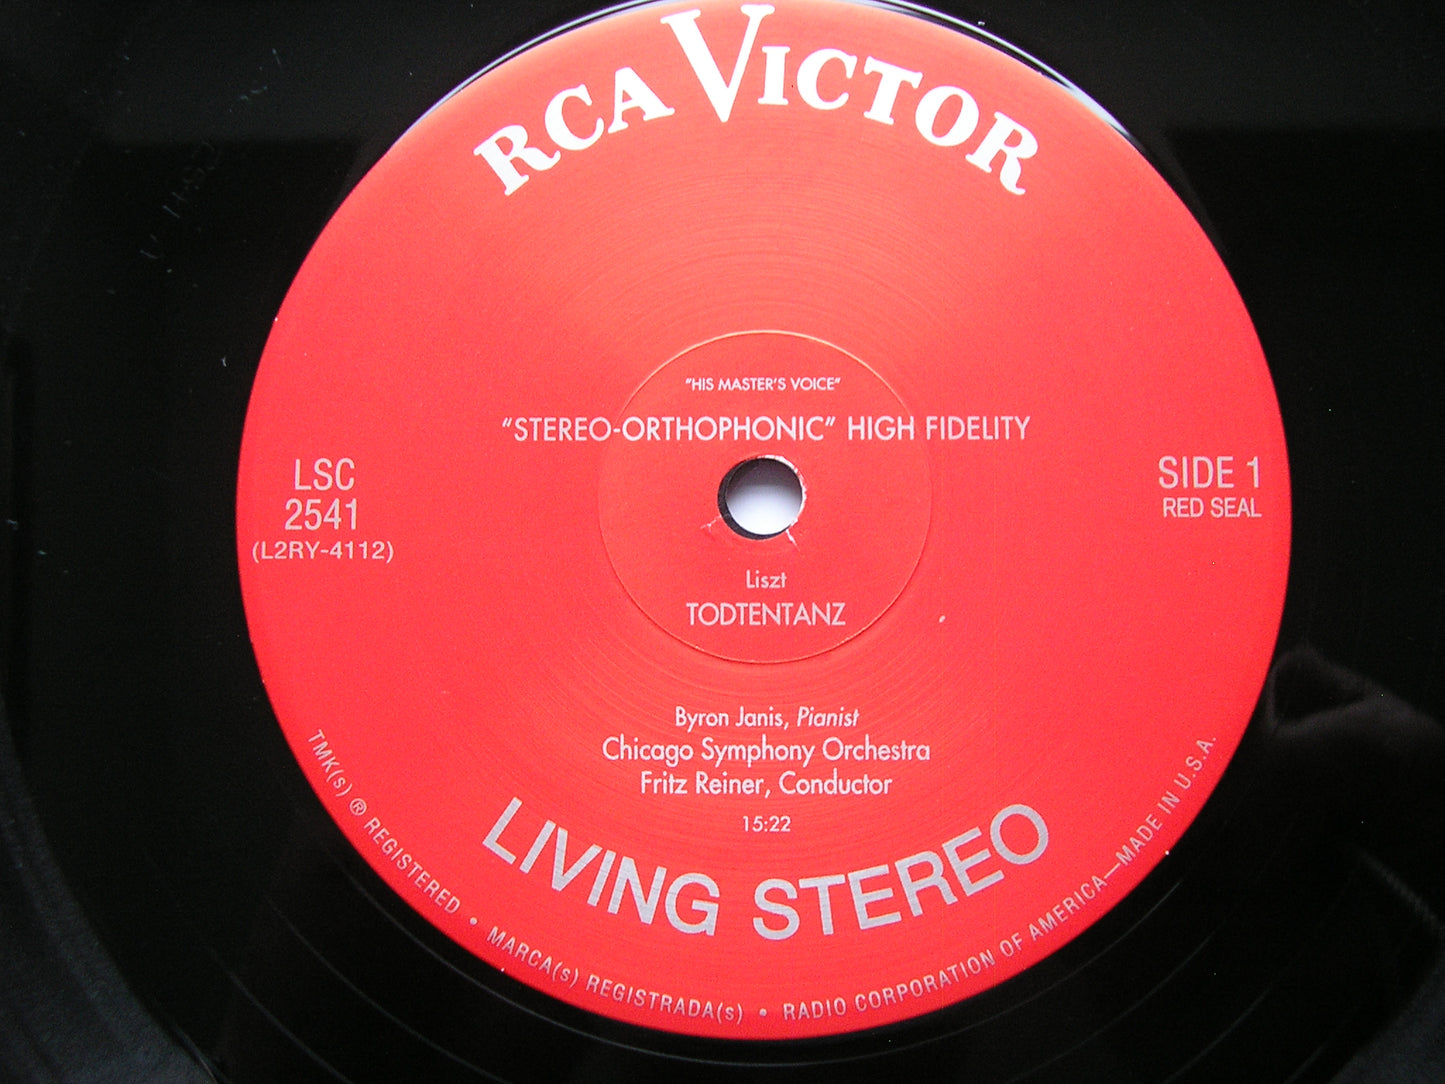 RCA VICTOR
"HIS MASTER'S VOICE"
"STEREO-ORTHOPHONIC" HIGH FIDELITY
LSC
2541
(L2RY-4112)
SIDE 1
RED SEAL
Liszt
TODTENTANZ
Byron Janis, Pianist
Chicago Symphony Orchestra
Fritz Reiner, Conductor
15:22
LIVING STEREO
TMK(s) ® REGISTERED • MARCA(s) REGISTRADA(s) • RADIO CORPORATION OF AMERICA—MADE IN U.S.A.